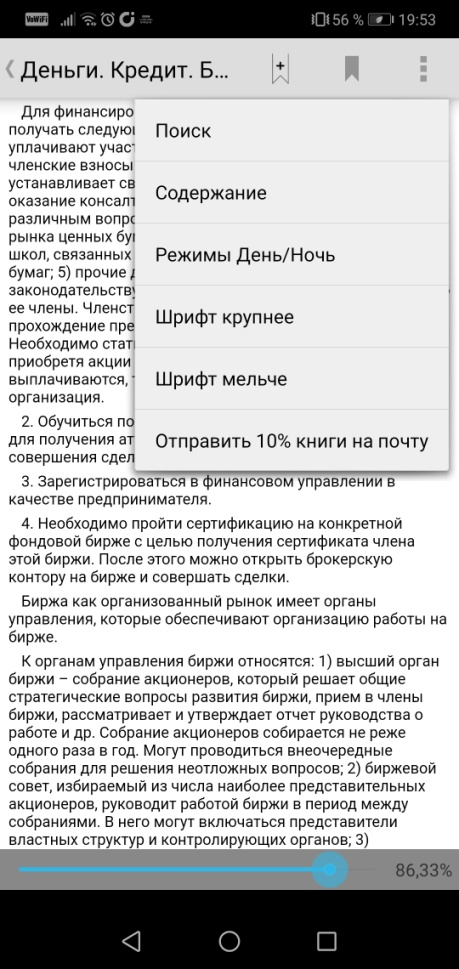 VoWiFi 56 % 19:53
Деньги. Кредит. Б...
Для финансиро
получать следующ
уплачивают учас
членские взносы
устанавливает св
оказание консалт
различным вопро
рынка ценных бу
школ, связанных
бумаг; 5) прочие
законодательству
ее члены. Членст
прохождение пре
Необходимо стат
приобретя акции
выплачиваются,
организация.
2. Обучиться по
для получения ат
совершения сдел
Поиск
Содержание
Режимы День/Ночь
Шрифт крупнее
Шрифт мельче
Отправить 10% книги на почту
3. Зарегистрироваться в финансовом управлении в
качестве предпринимателя.
4. Необходимо пройти сертификацию на конкретной
фондовой бирже с целью получения сертификата члена
этой биржи. После этого можно открыть брокерскую
контору на бирже и совершать сделки.
Биржа как организованный рынок имеет органы
управления, которые обеспечивают организацию работы на
бирже.
К органам управления биржи относятся: 1) высший орган
биржи – собрание акционеров, который решает общие
стратегические вопросы развития биржи, прием в члены
биржи, рассматривает и утверждает отчет руководства о
работе и др. Собрание акционеров собирается не реже
одного раза в год. Могут проводиться внеочередные
собрания для решения неотложных вопросов; 2) биржевой
совет, избираемый из числа наиболее представительных
акционеров, руководит работой биржи в период между
собраниями. В него могут включаться представители
властных структур и контролирующих органов; 3)
86,33%